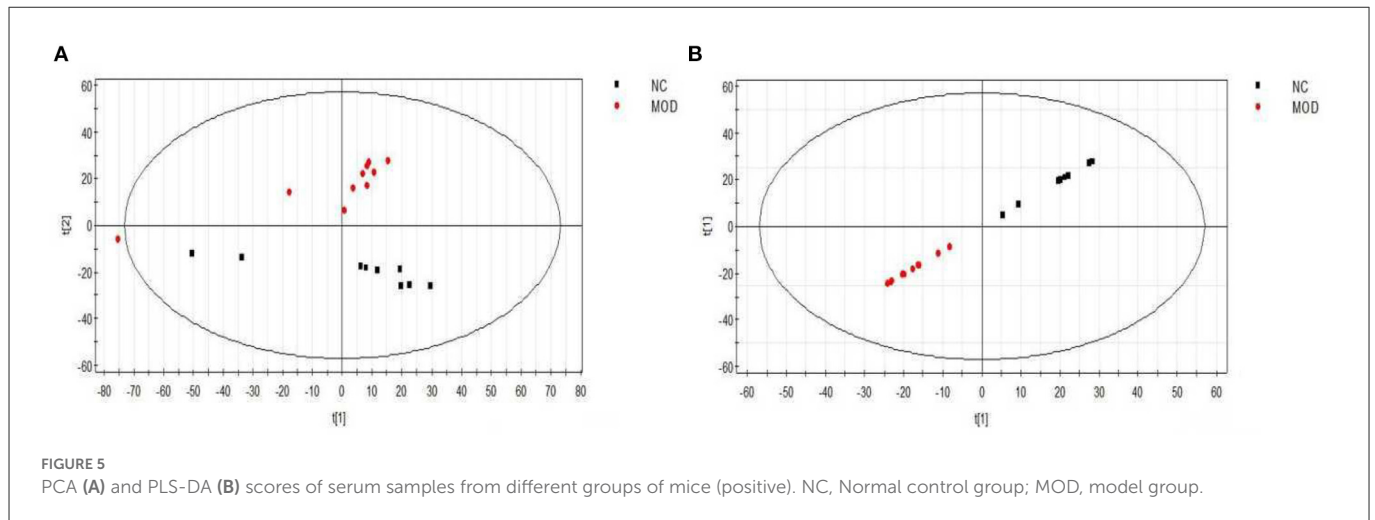 A
B
60
40
20
0
-20
-40
-60
t[2]
-80 -70 -60 -50 -40 -30 -20 -10 0 10 20 30 40 50 60 70 80
t[1]
NC
MOD
60
40
20
0
-20
-40
-60
t[1]
-60 -50 -40 -30 -20 -10 0 10 20 30 40 50 60
t[1]
NC
MOD
FIGURE 5
PCA (A) and PLS-DA (B) scores of serum samples from different groups of mice (positive). NC, Normal control group; MOD, model group.